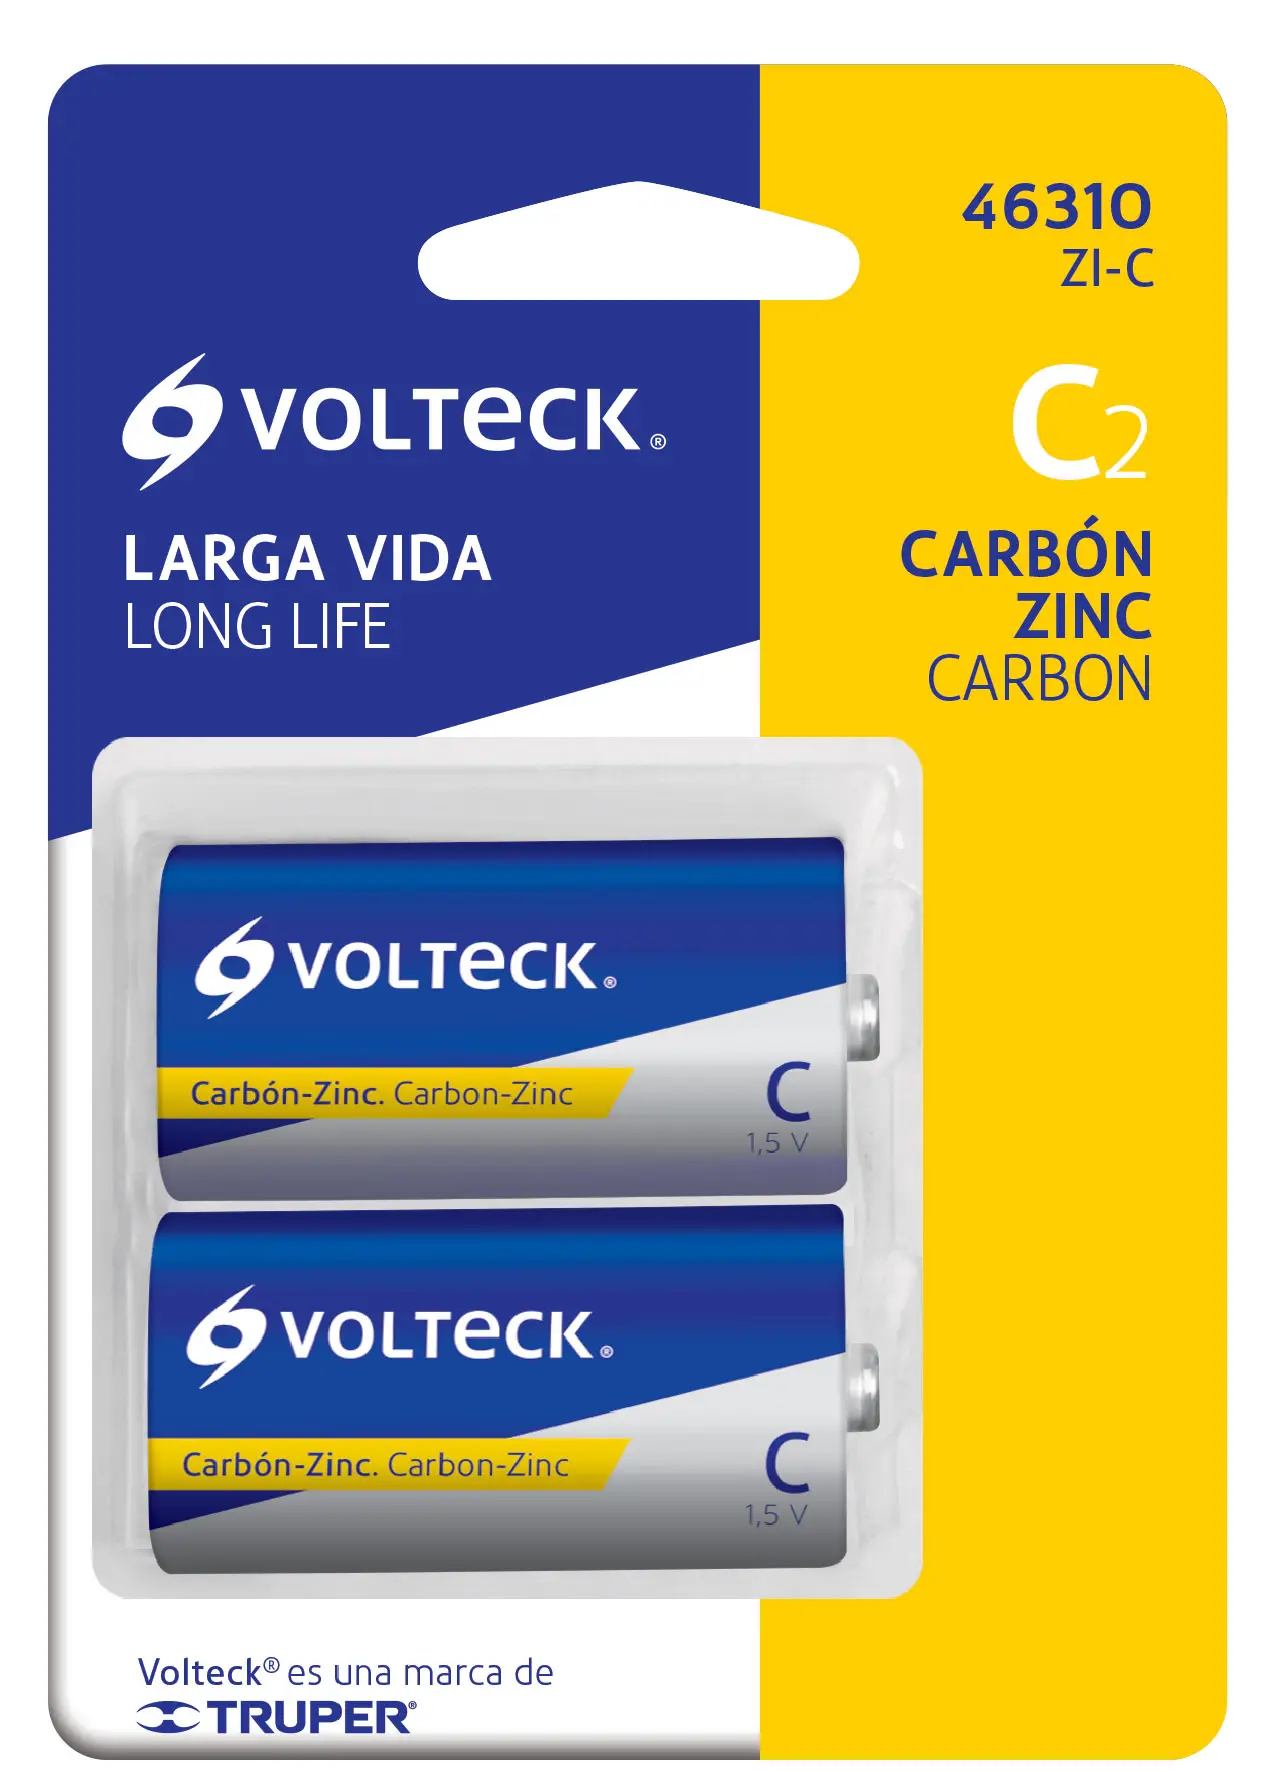 46310
ZI-C
VOLTECK®
C2
LARGA VIDA
LONG LIFE
CARBÓN
ZINC
CARBON
VOLTECK®
Carbón-Zinc. Carbon-Zinc
C
1,5 V
VOLTECK®
Carbón-Zinc. Carbon-Zinc
C
1,5 V
Volteck® es una marca de
TRUPER®